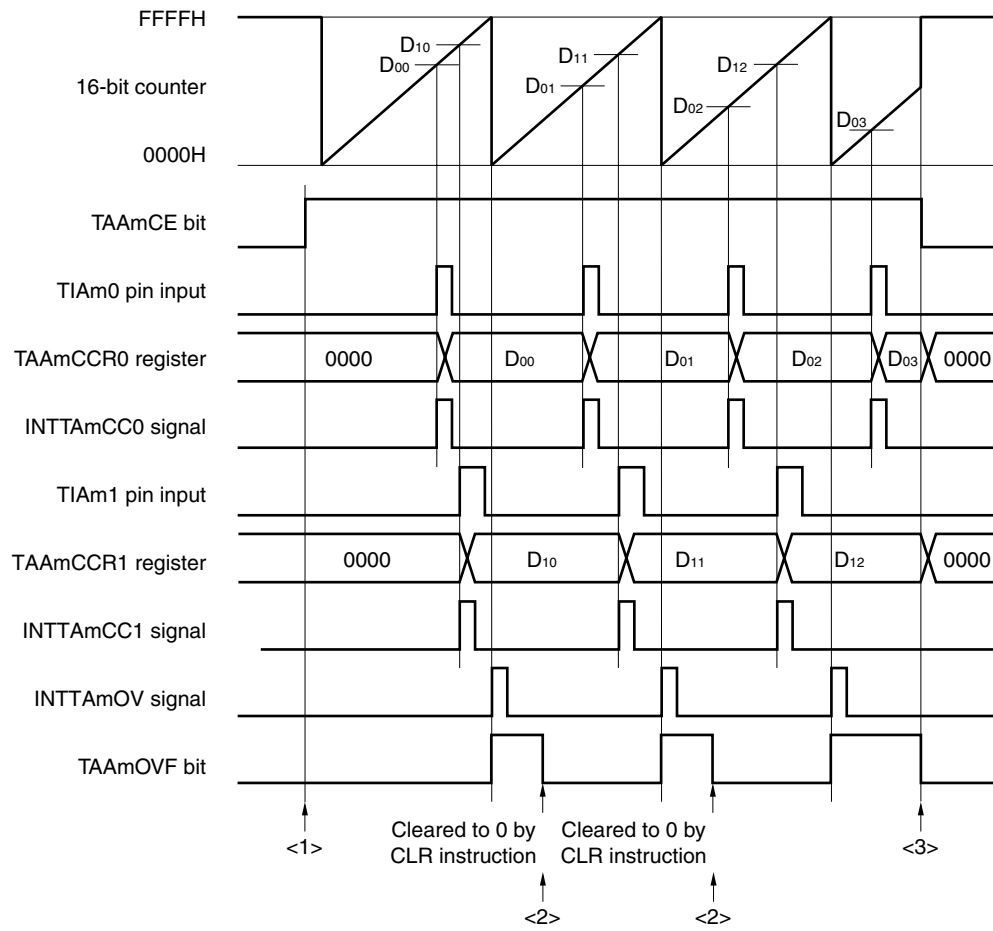 FFFFH
D10
D11
D12
D00
16-bit counter
D01
D02
D03
0000H
TAAmCE bit
TIAm0 pin input
TAAmCCR0 register
0000
D00
D01
D02
D03
0000
INTTAmCC0 signal
TIAm1 pin input
TAAmCCR1 register
0000
D10
D11
D12
0000
INTTAmCC1 signal
INTTAmOV signal
TAAmOVF bit
<1>
Cleared to 0 by
CLR instruction
Cleared to 0 by
CLR instruction
<3>
<2>
<2>